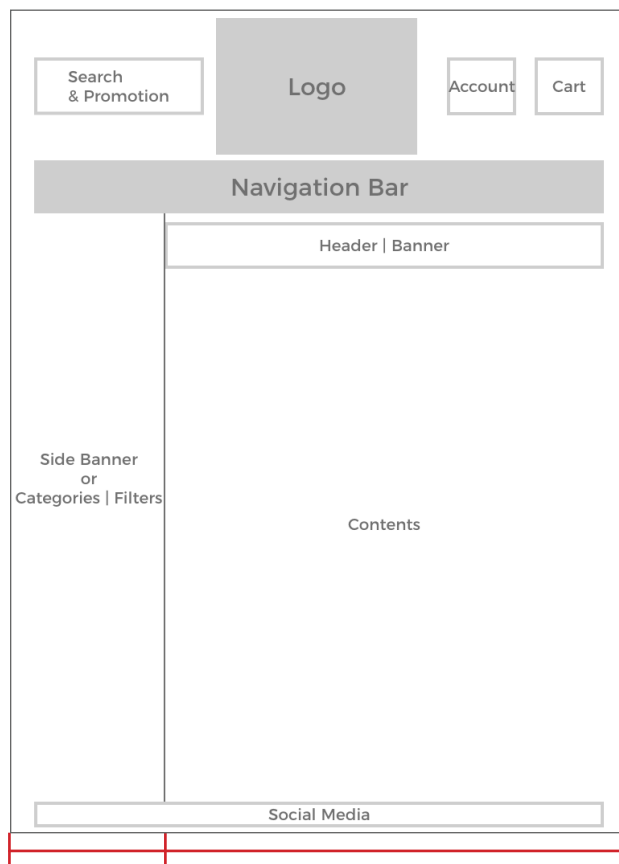 Search
& Promotion
Logo
Account
Cart
Navigation Bar
Header | Banner
Side Banner
or
Categories | Filters
Contents
Social Media